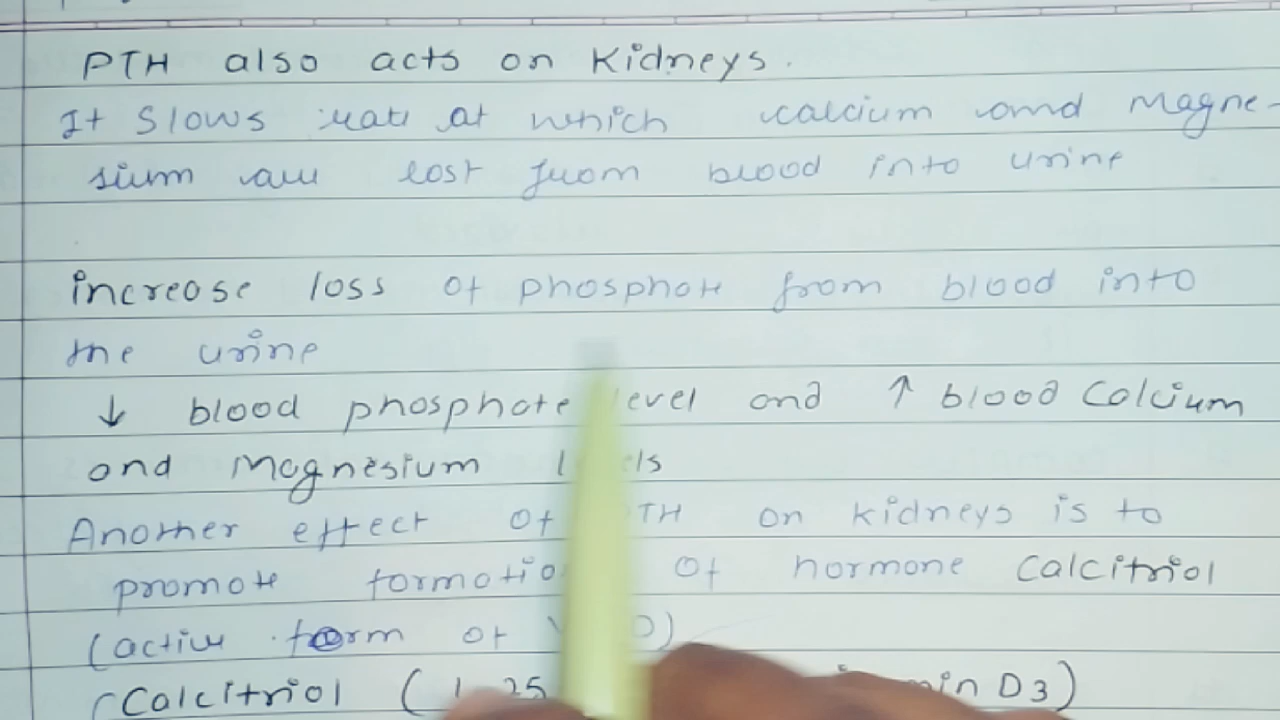 PTH also acts on Kidneys.
It slows rate at which calcium and Magne-
sium are lost from blood into urine
increase loss of phosphate from blood into
the urine
↓ blood phosphate level and ↑ blood Calcium
and Magnesium
Another effect of PTH on kidneys is to
promote formation of hormone Calcitriol
(active form of D)
Calcitriol ( D3)